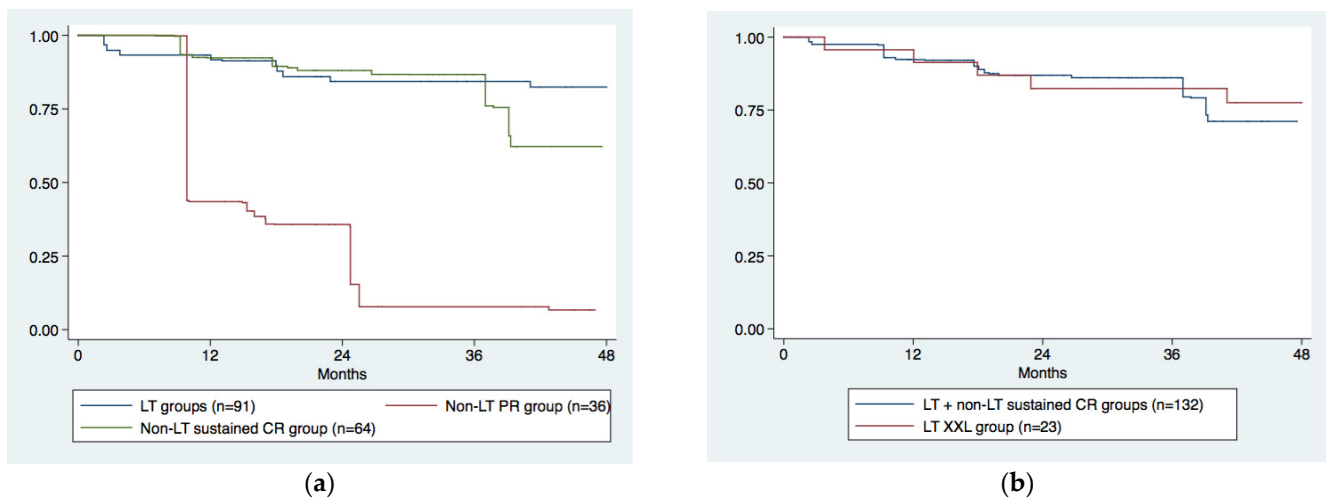 1.00
0.75
0.50
0.25
0.00
0 12 24 36 48
Months
LT groups (n=91) Non-LT PR group (n=36)
Non-LT sustained CR group (n=64)
(a)
1.00
0.75
0.50
0.25
0.00
0 12 24 36 48
Months
LT + non-LT sustained CR groups (n=132)
LT XXL group (n=23)
(b)